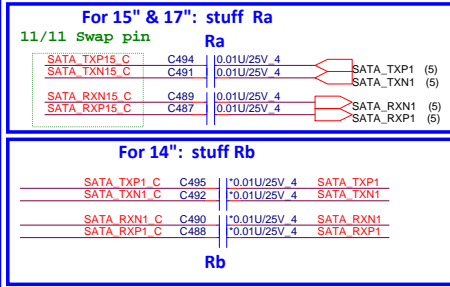 For 15" & 17": stuff Ra
11/11 Swap pin
Ra
SATA_TXP15_C C494 0.01U/25V_4 SATA_TXP1 (5)
SATA_TXN15_C C491 0.01U/25V_4 SATA_TXN1 (5)
SATA_RXN15_C C489 0.01U/25V_4 SATA_RXN1 (5)
SATA_RXP15_C C487 0.01U/25V_4 SATA_RXP1 (5)
For 14": stuff Rb
SATA_TXP1_C C495 *0.01U/25V_4 SATA_TXP1
SATA_TXN1_C C492 *0.01U/25V_4 SATA_TXN1
SATA_RXN1_C C490 *0.01U/25V_4 SATA_RXN1
SATA_RXP1_C C488 *0.01U/25V_4 SATA_RXP1
Rb